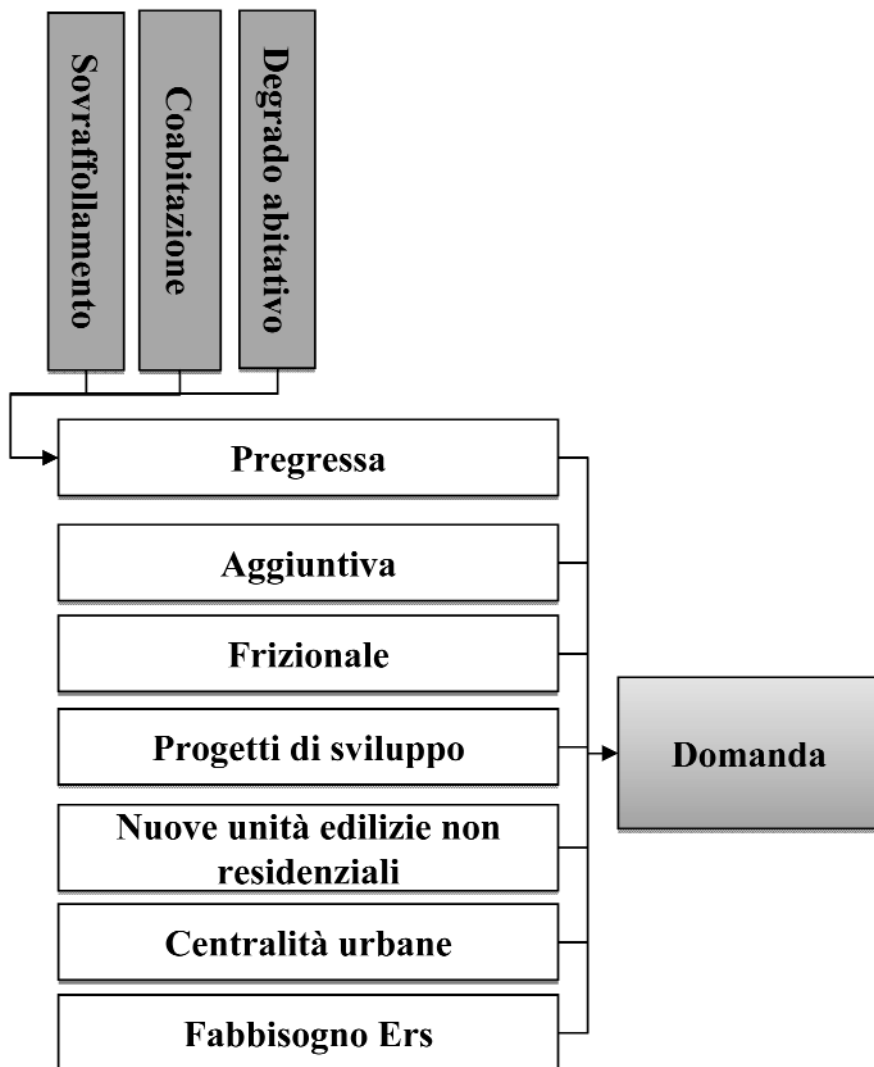 Sovraffollamento
Coabitazione
Degrado abitativo
Pregressa
Aggiuntiva
Frizionale
Progetti di sviluppo
Domanda
Nuove unità edilizie non
residenziali
Centralità urbane
Fabbisogno Ers